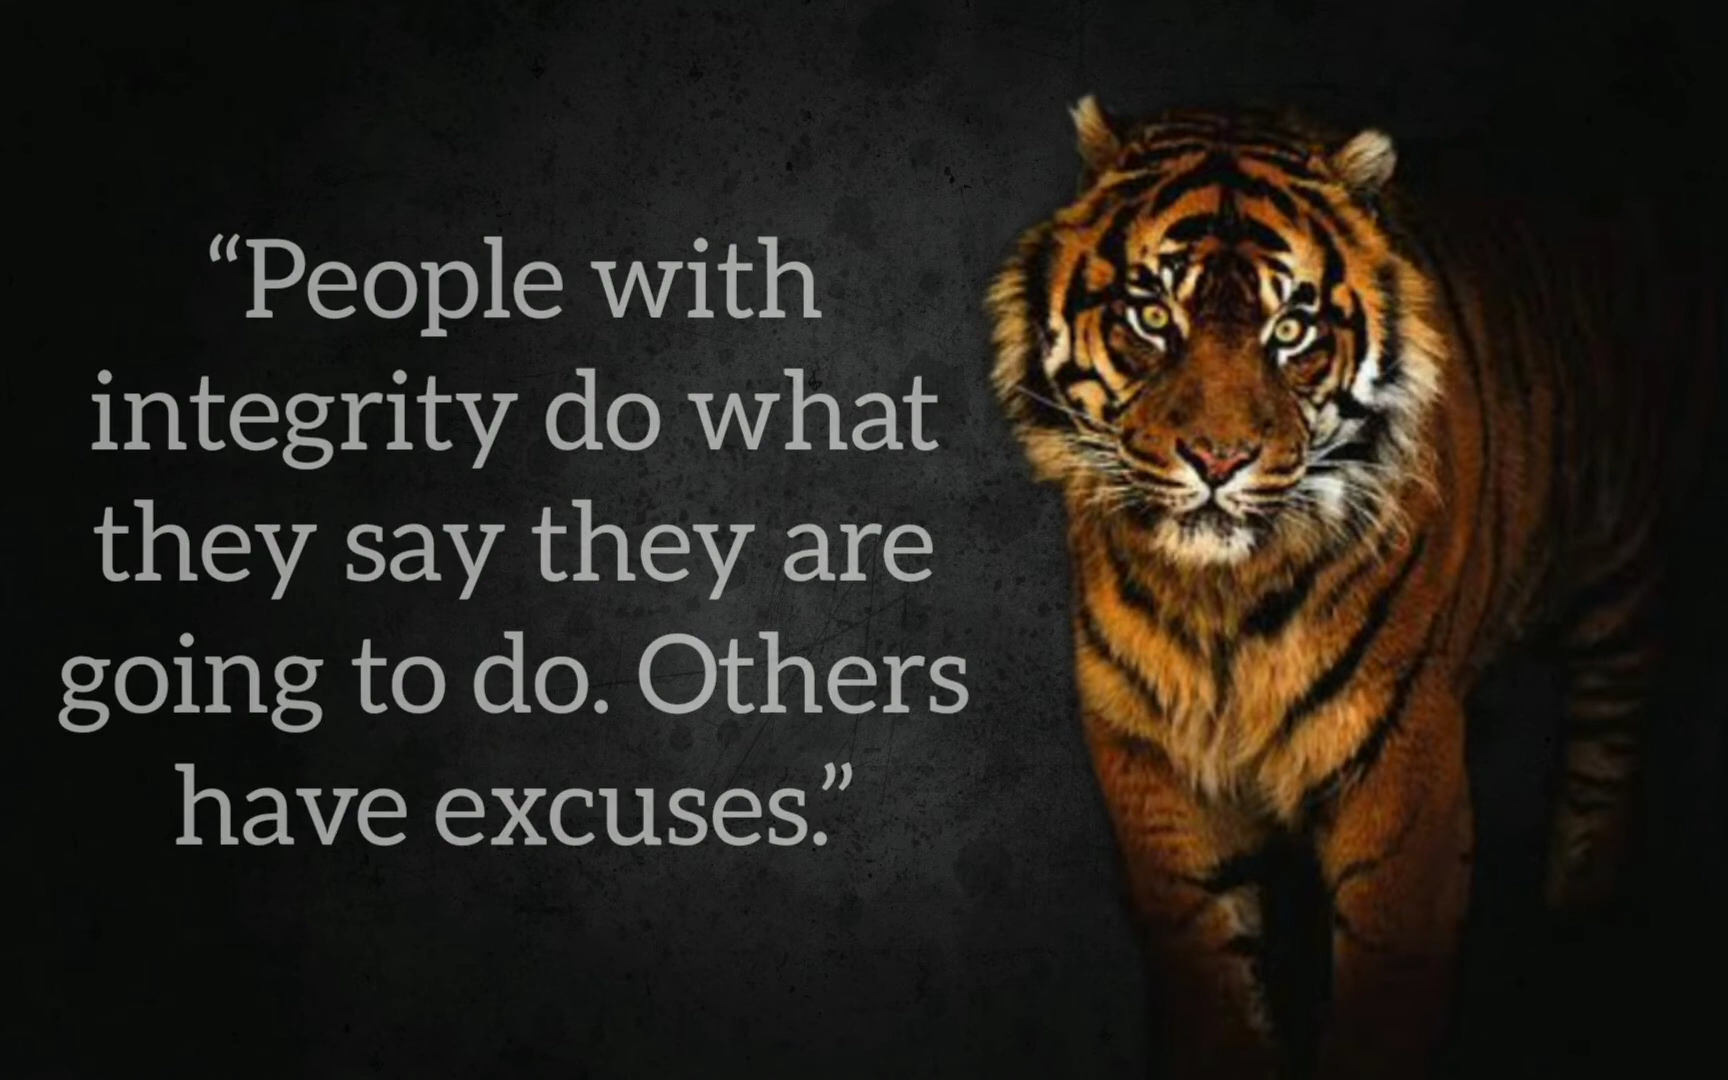 “People with
integrity do what
they say they are
going to do. Others
have excuses.”